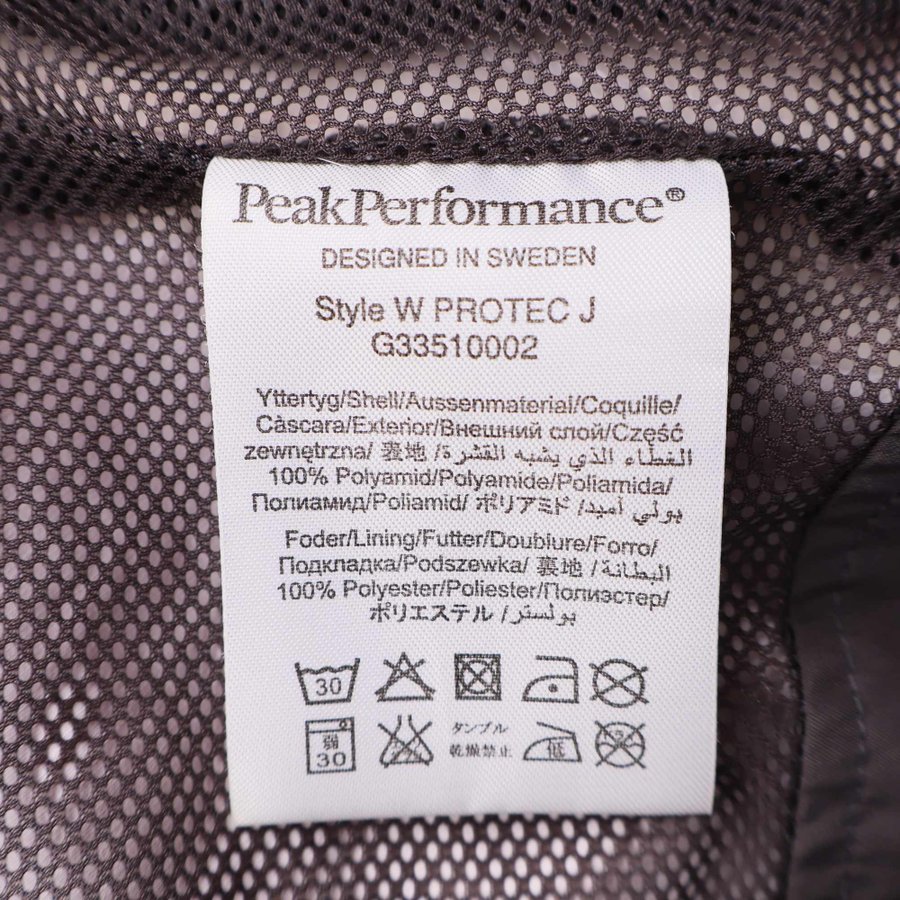 PeakPerformance®
DESIGNED IN SWEDEN
Style W PROTEC J
G33510002
Yttertyg/Shell/Aussenmaterial/Coquille/
Càscara/Exterior/Внешний слой/Część
zewnętrzna/ 表地 /الغطاء الذي يشبه القشرة
100% Polyamid/Polyamide/Poliamida/
Полиамид/Poliamid/ ポリアミド /بولي أميد
Foder/Lining/Futter/Doublure/Forro/
Подкладка/Podszewka/ 裏地 /البطانة
100% Polyester/Poliester/Полиэстер/
ポリエステル /بولستر
30
強 30 タンブル 乾燥禁止 低